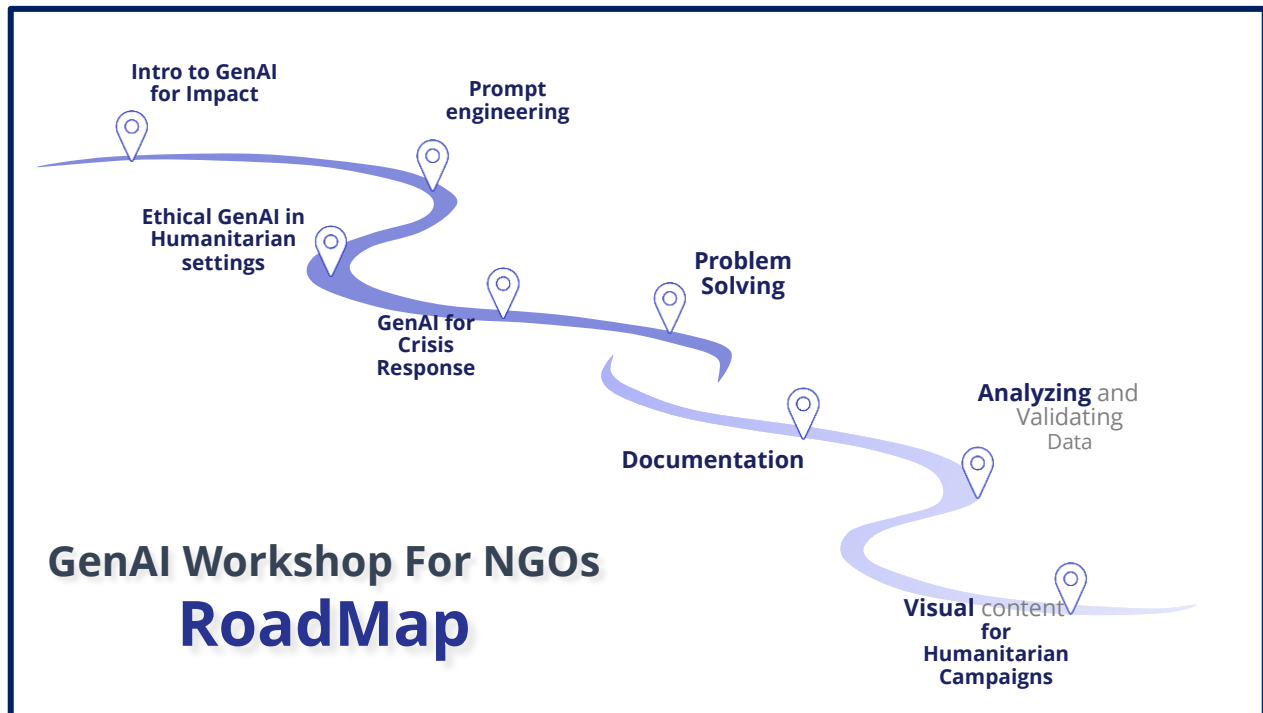 Intro to GenAI
for Impact
Prompt
engineering
Ethical GenAI in
Humanitarian
settings
GenAI for
Crisis
Response
Problem
Solving
Documentation
Analyzing and
Validating
Data
Visual content
for
Humanitarian
Campaigns
GenAI Workshop For NGOs
RoadMap